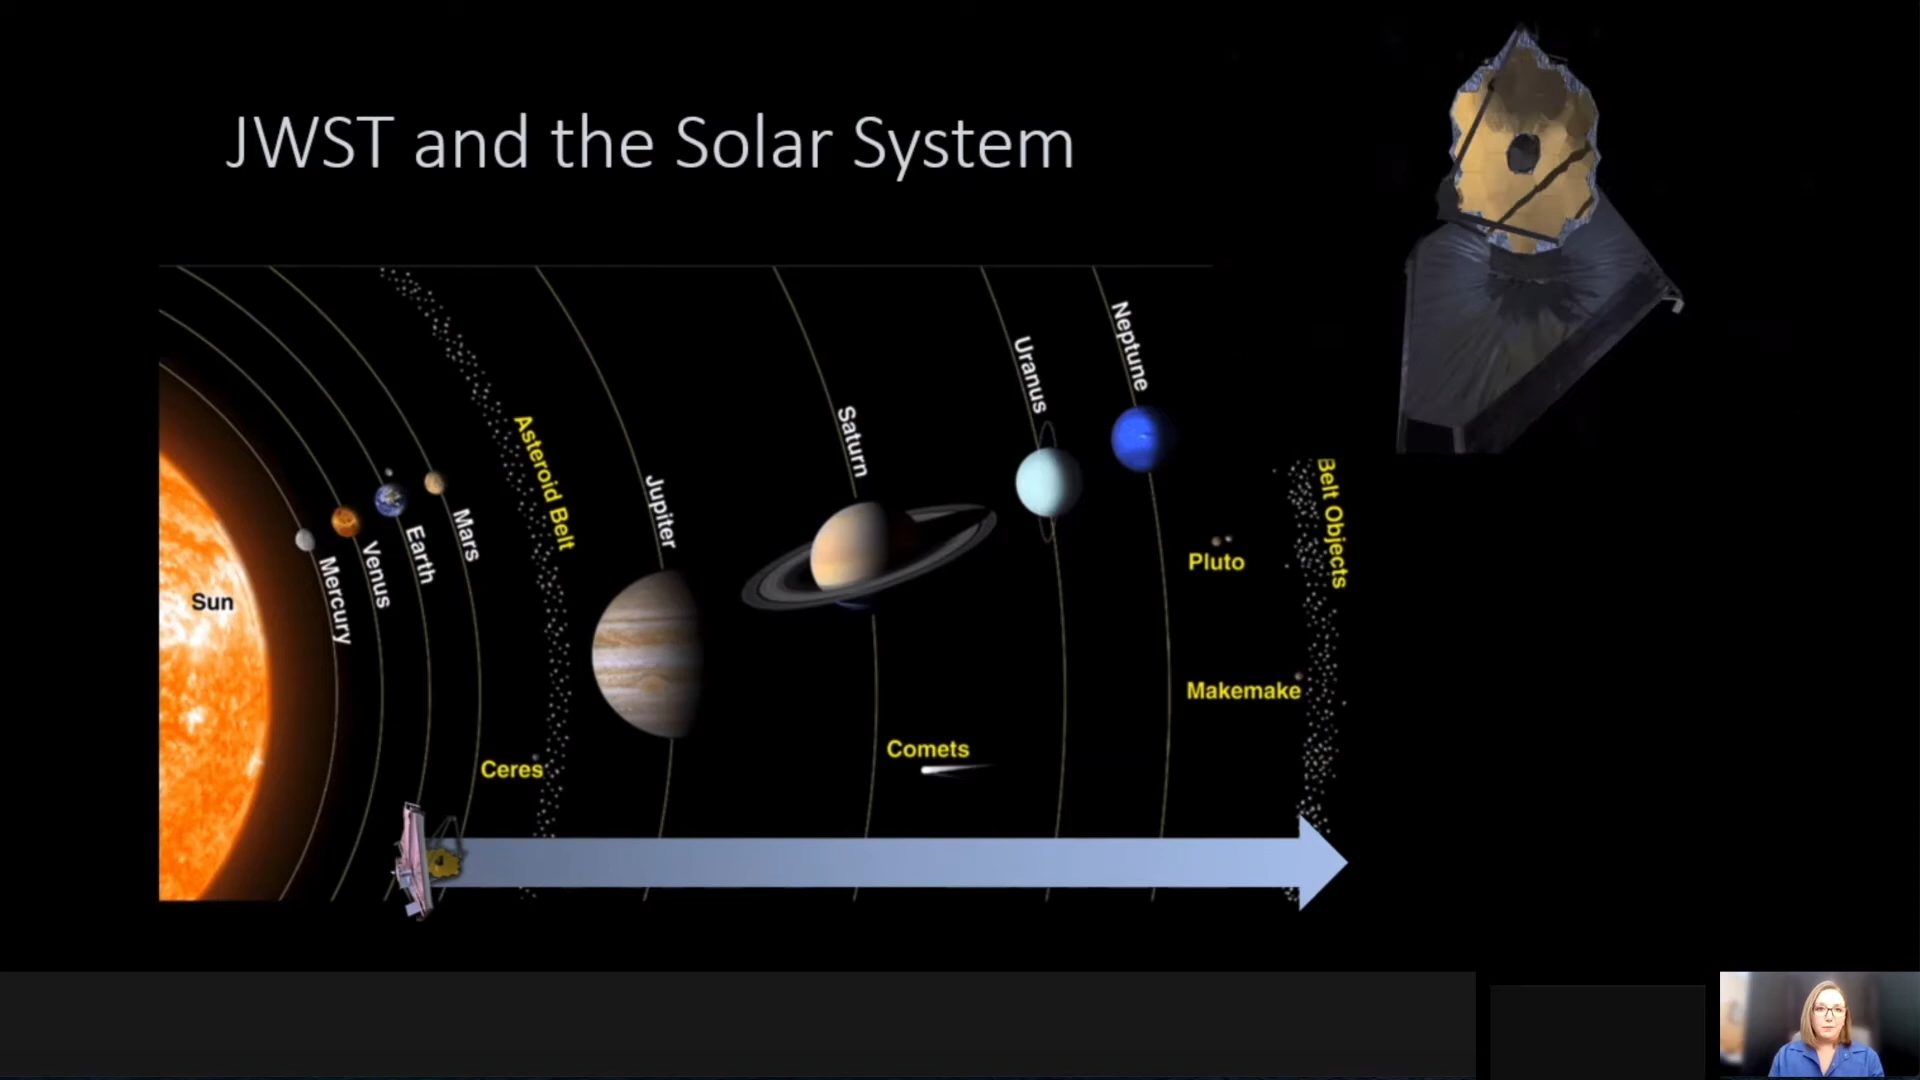 JWST and the Solar System
Sun
Mercury
Venus
Earth
Mars
Ceres
Asteroid Belt
Jupiter
Saturn
Comets
Uranus
Neptune
Pluto
Makemake
Belt Objects